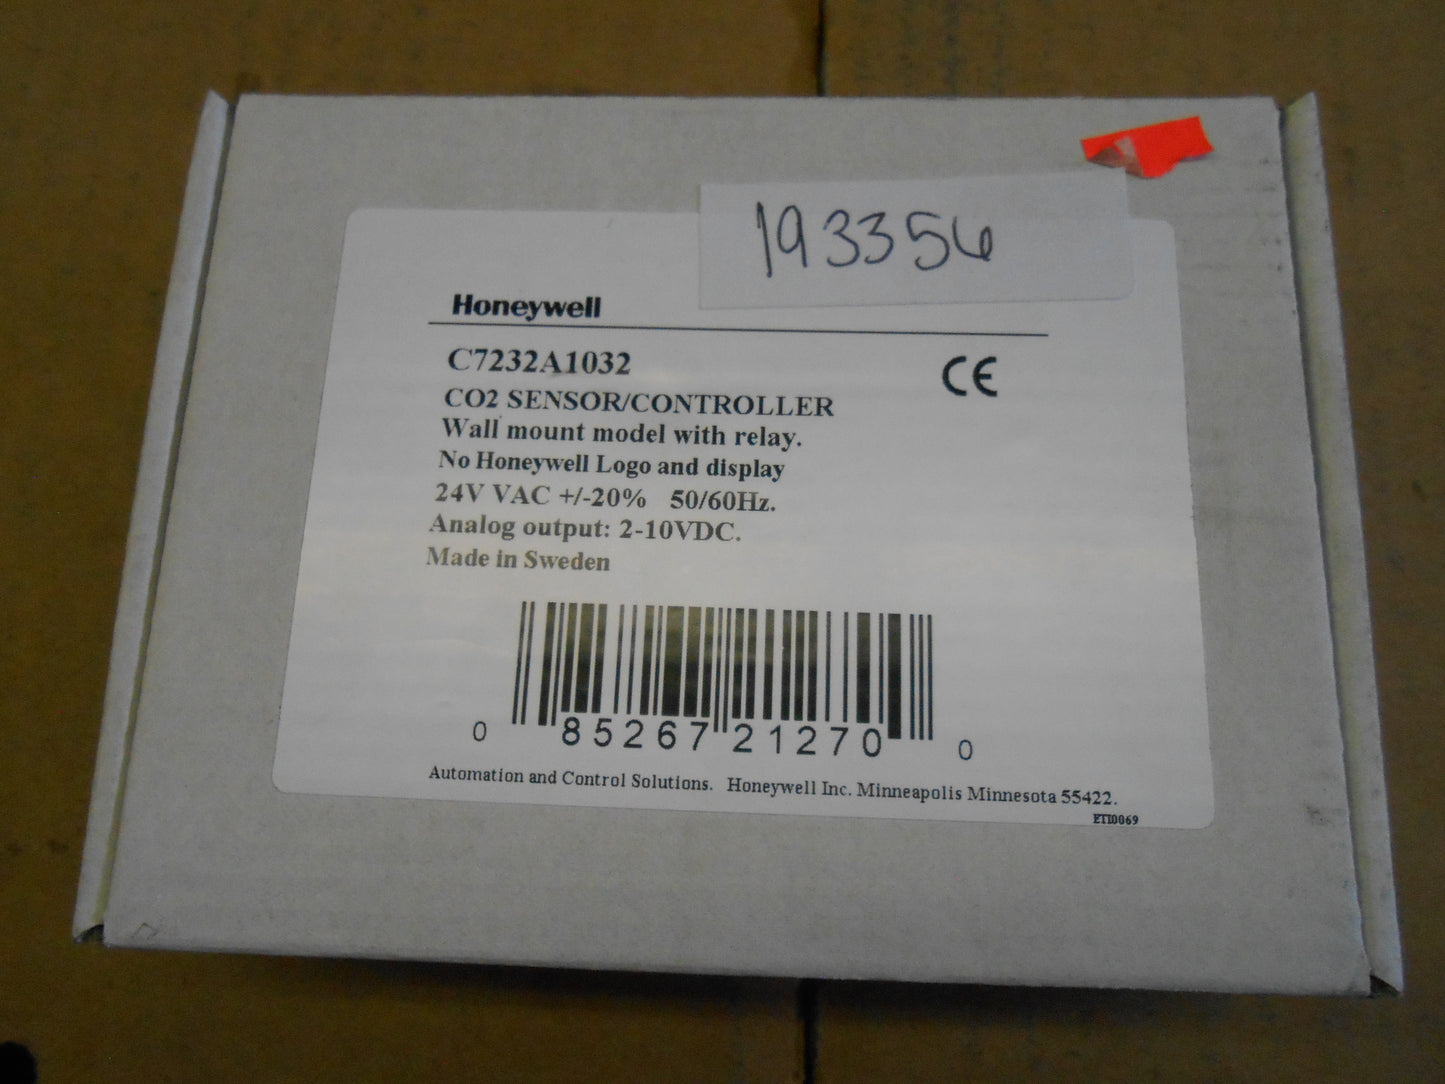 193356
Honeywell
C7232A1032
CE
CO2 SENSOR/CONTROLLER
Wall mount model with relay.
No Honeywell Logo and display
24V VAC +/-20% 50/60Hz.
Analog output: 2-10VDC.
Made in Sweden
0 85267 21270 0
Automation and Control Solutions. Honeywell Inc. Minneapolis Minnesota 55422.
ETI0069